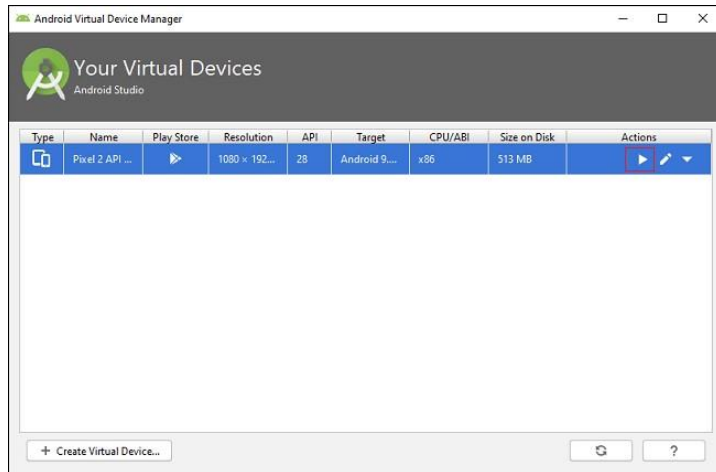 Android Virtual Device Manager
Your Virtual Devices
Android Studio
Type Name Play Store Resolution API Target CPU/ABI Size on Disk Actions
Pixel 2 API ... 1080 × 192... 28 Android 9.... x86 513 MB
+ Create Virtual Device...
?